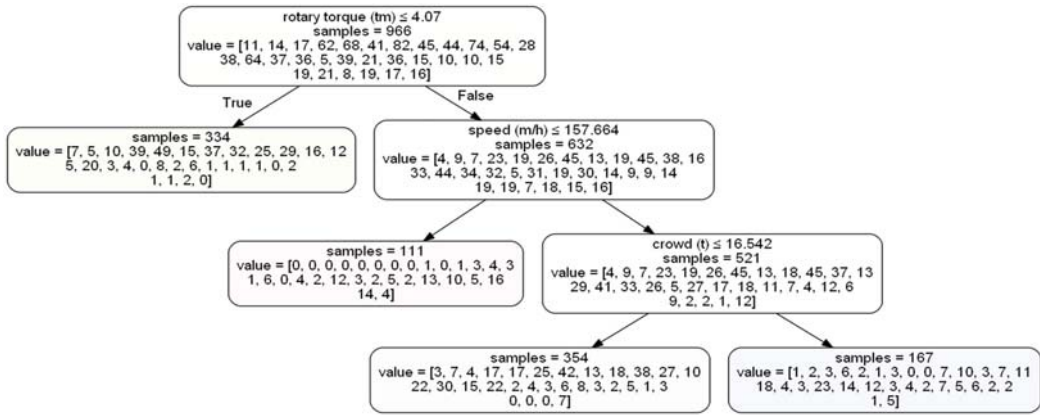 rotary torque (tm) ≤ 4.07
samples = 966
value = [11, 14, 17, 62, 68, 41, 82, 45, 44, 74, 54, 28
38, 64, 37, 36, 5, 39, 21, 36, 15, 10, 10, 15
19, 21, 8, 19, 17, 16]
True
False
samples = 334
value = [7, 5, 10, 39, 49, 15, 37, 32, 25, 29, 16, 12
5, 20, 3, 4, 0, 8, 2, 6, 1, 1, 1, 1, 0, 2
1, 1, 2, 0]
speed (m/h) ≤ 157.664
samples = 632
value = [4, 9, 7, 23, 19, 26, 45, 13, 19, 45, 38, 16
33, 44, 34, 32, 5, 31, 19, 30, 14, 9, 9, 14
19, 19, 7, 18, 15, 16]
samples = 111
value = [0, 0, 0, 0, 0, 0, 0, 0, 1, 0, 1, 3, 4, 3
1, 6, 0, 4, 2, 12, 3, 2, 5, 2, 13, 10, 5, 16
14, 4]
crowd (t) ≤ 16.542
samples = 521
value = [4, 9, 7, 23, 19, 26, 45, 13, 18, 45, 37, 13
29, 41, 33, 26, 5, 27, 17, 18, 11, 7, 4, 12, 6
9, 2, 2, 1, 12]
samples = 354
value = [3, 7, 4, 17, 17, 25, 42, 13, 18, 38, 27, 10
22, 30, 15, 22, 2, 4, 3, 6, 8, 3, 2, 5, 1, 3
0, 0, 0, 7]
samples = 167
value = [1, 2, 3, 6, 2, 1, 3, 0, 0, 7, 10, 3, 7, 11
18, 4, 3, 23, 14, 12, 3, 4, 2, 7, 5, 6, 2, 2
1, 5]